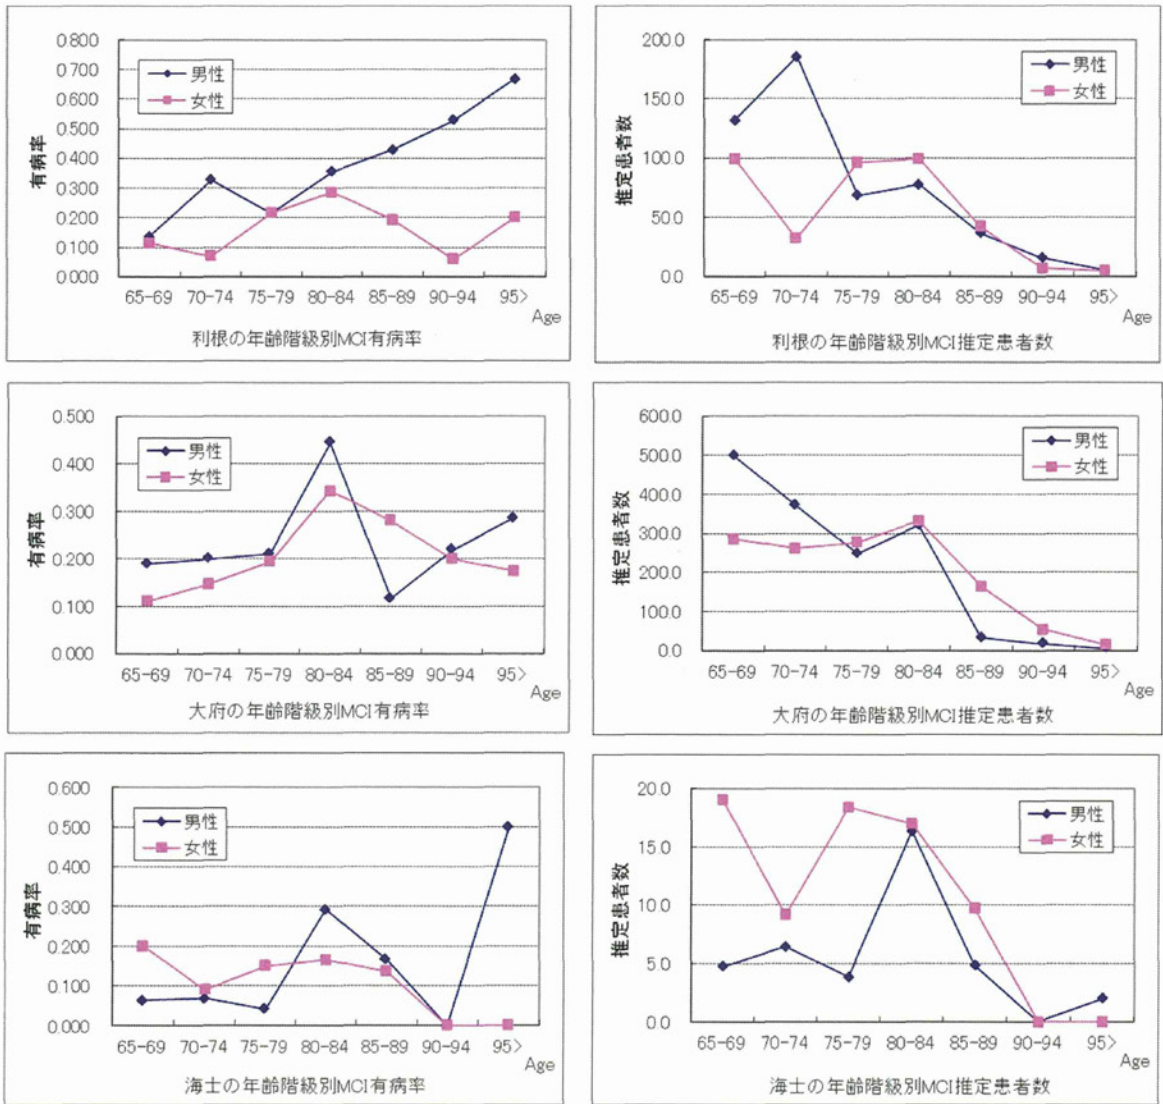 0.800
0.700
0.600
0.500
0.400
0.300
0.200
0.100
0.000
有病率
男性
女性
65-69 70-74 75-79 80-84 85-89 90-94 95>
Age
利根の年齢階級別MCI有病率
200.0
150.0
100.0
50.0
0.0
推定患者数
男性
女性
65-69 70-74 75-79 80-84 85-89 90-94 95>
Age
利根の年齢階級別MCI推定患者数
0.500
0.400
0.300
0.200
0.100
0.000
有病率
男性
女性
65-69 70-74 75-79 80-84 85-89 90-94 95>
Age
大府の年齢階級別MCI有病率
600.0
500.0
400.0
300.0
200.0
100.0
0.0
推定患者数
男性
女性
65-69 70-74 75-79 80-84 85-89 90-94 95>
Age
大府の年齢階級別MCI推定患者数
0.600
0.500
0.400
0.300
0.200
0.100
0.000
有病率
男性
女性
65-69 70-74 75-79 80-84 85-89 90-94 95>
Age
海士の年齢階級別MCI有病率
20.0
15.0
10.0
5.0
0.0
推定患者数
男性
女性
65-69 70-74 75-79 80-84 85-89 90-94 95>
Age
海士の年齢階級別MCI推定患者数